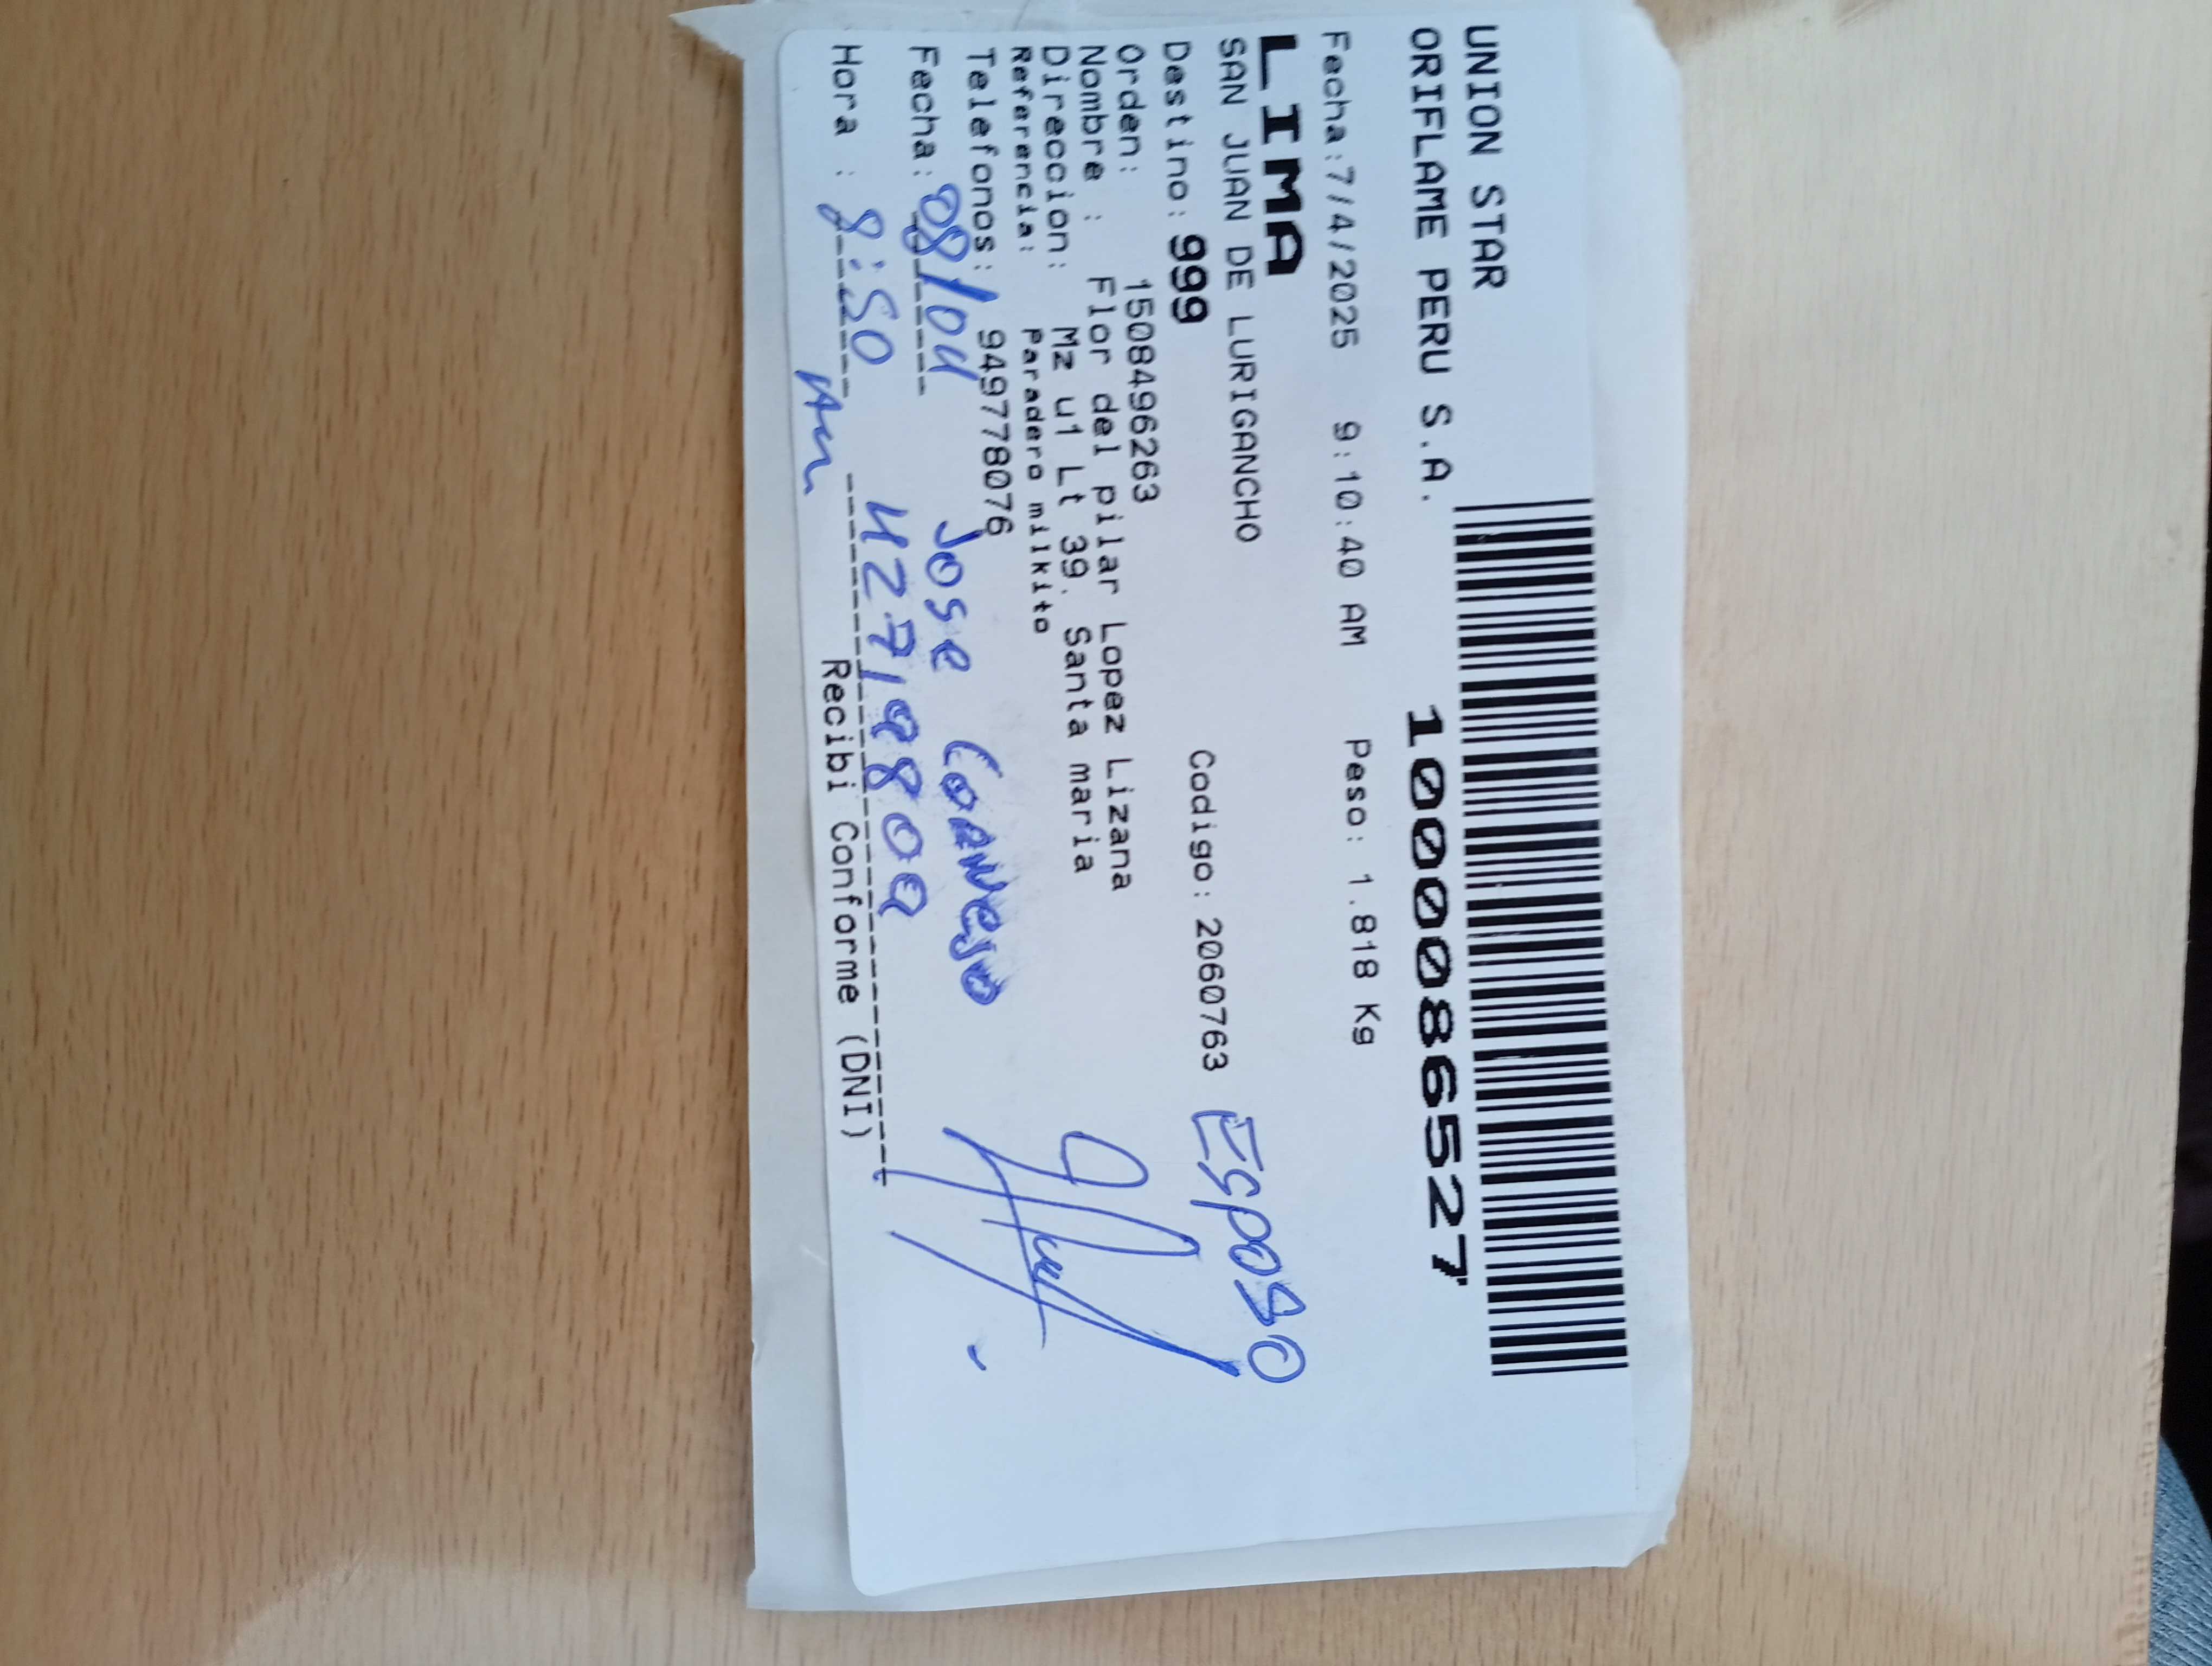 UNION STAR
ORIFLAME PERU S.A.
10000086527
Fecha:7/4/2025 9:10:40 AM Peso: 1.818 Kg
LIMA
SAN JUAN DE LURIGANCHO
Destino: 999 Codigo: 2060763 Esposo
Orden: 1508496263
Nombre : Flor del pilar Lopez Lizana
Direccion: Mz u1 Lt 39. Santa maria
Referencia: Paradero milkito
Telefonos: 949778076
Jose Cornejo
Fecha: 08/04
Hora : 8:50 Am
Recibi Conforme (DNI)